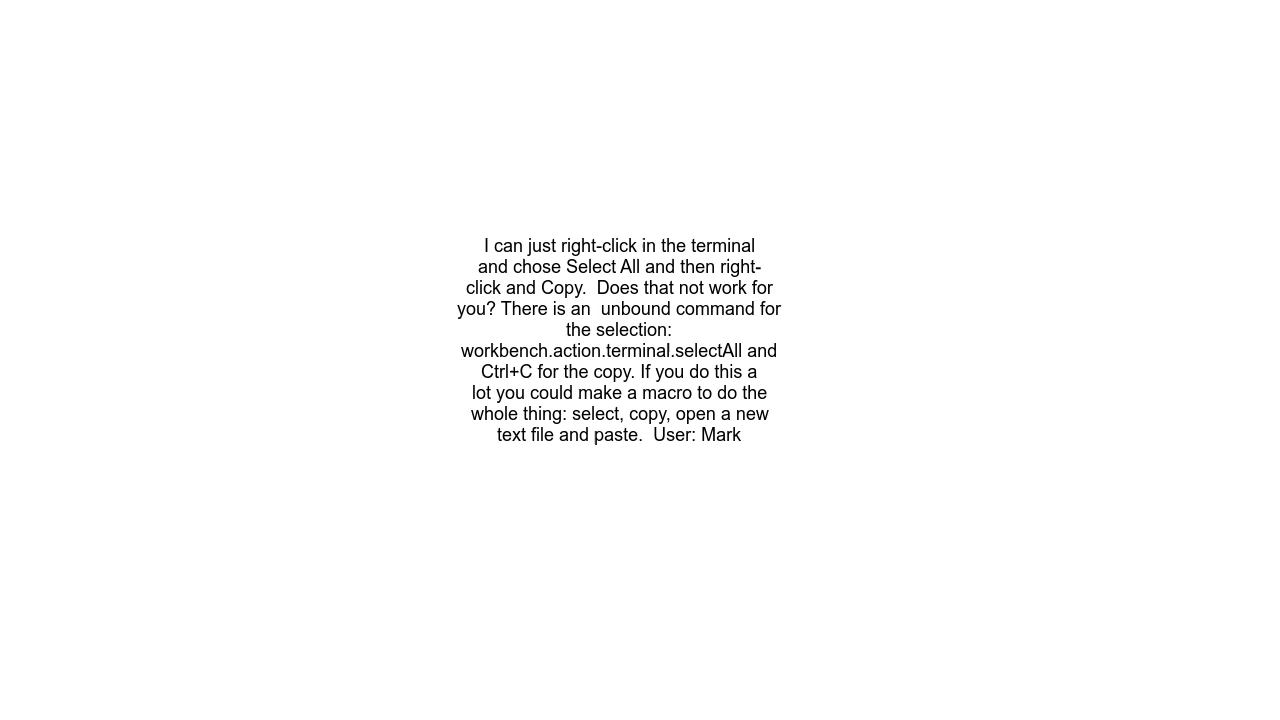 I can just right-click in the terminal
and chose Select All and then right-
click and Copy.  Does that not work for
you? There is an  unbound command for
the selection:
workbench.action.terminal.selectAll and
Ctrl+C for the copy. If you do this a
lot you could make a macro to do the
whole thing: select, copy, open a new
text file and paste.  User: Mark